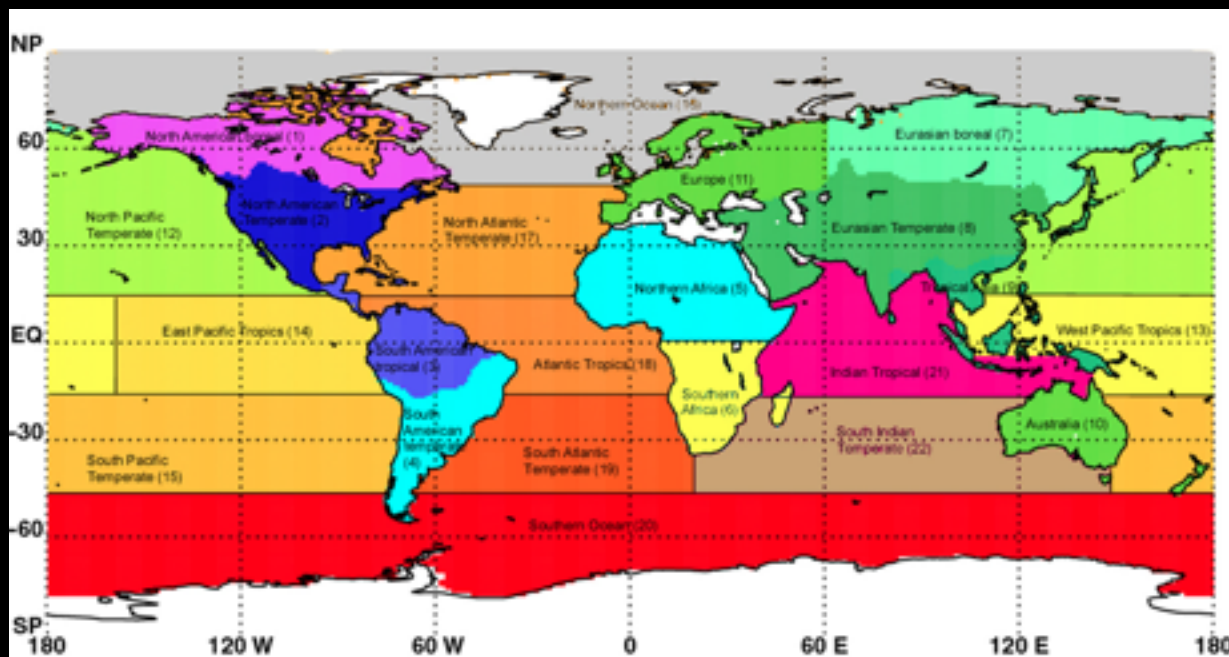 NP
Northern Ocean (16)
North American boreal (1)
Eurasian boreal (7)
60
Europe (11)
North American
Temperate (2)
North Pacific
Temperate (12)
North Atlantic
Temperate (17)
Eurasian Temperate (8)
30
Northern Africa (5)
Tropical Asia (9)
East Pacific Tropics (14)
West Pacific Tropics (13)
EQ
South American
tropical (3)
Atlantic Tropics (18)
Indian Tropical (21)
Southern
Africa (6)
South
American
temperate
(4)
Australia (10)
-30
South Indian
Temperate (22)
South Pacific
Temperate (15)
South Atlantic
Temperate (19)
Southern Ocean (20)
-60
SP
180
120 W
60 W
0
60 E
120 E
180